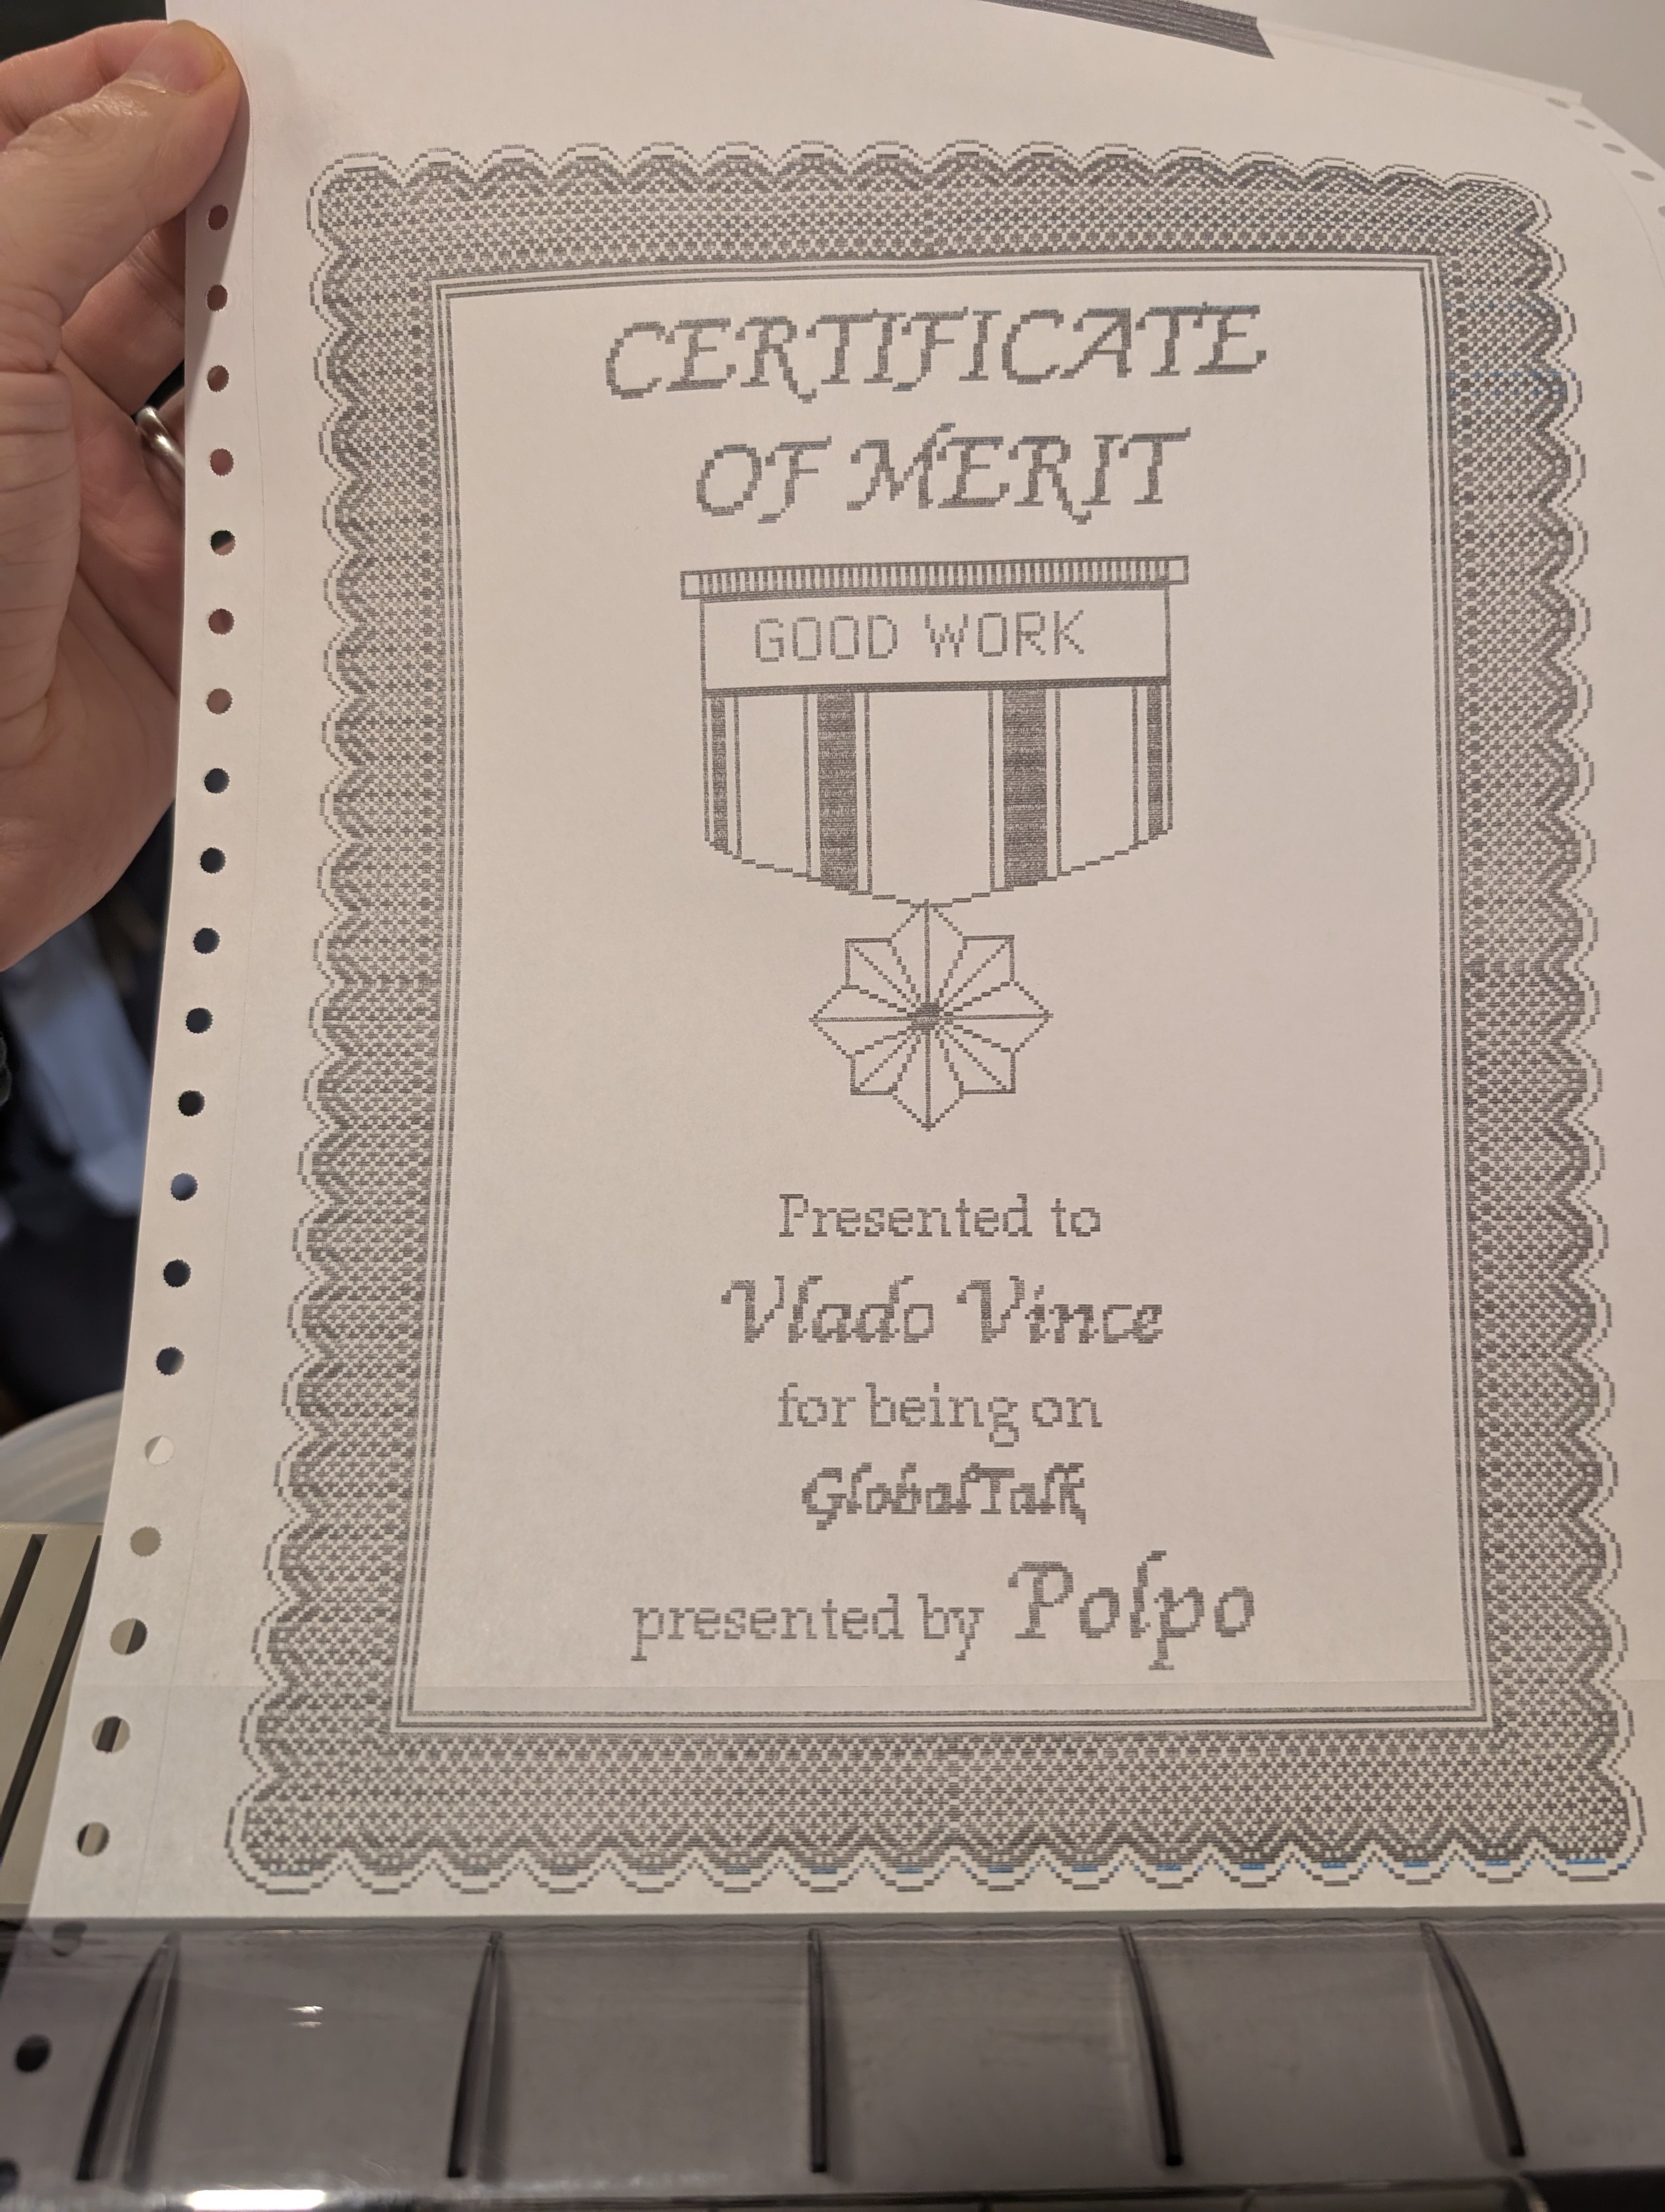 CERTIFICATE
OF MERIT
GOOD WORK
Presented to
Vlado Vince
for being on
GlobalTalk
presented by Polpo